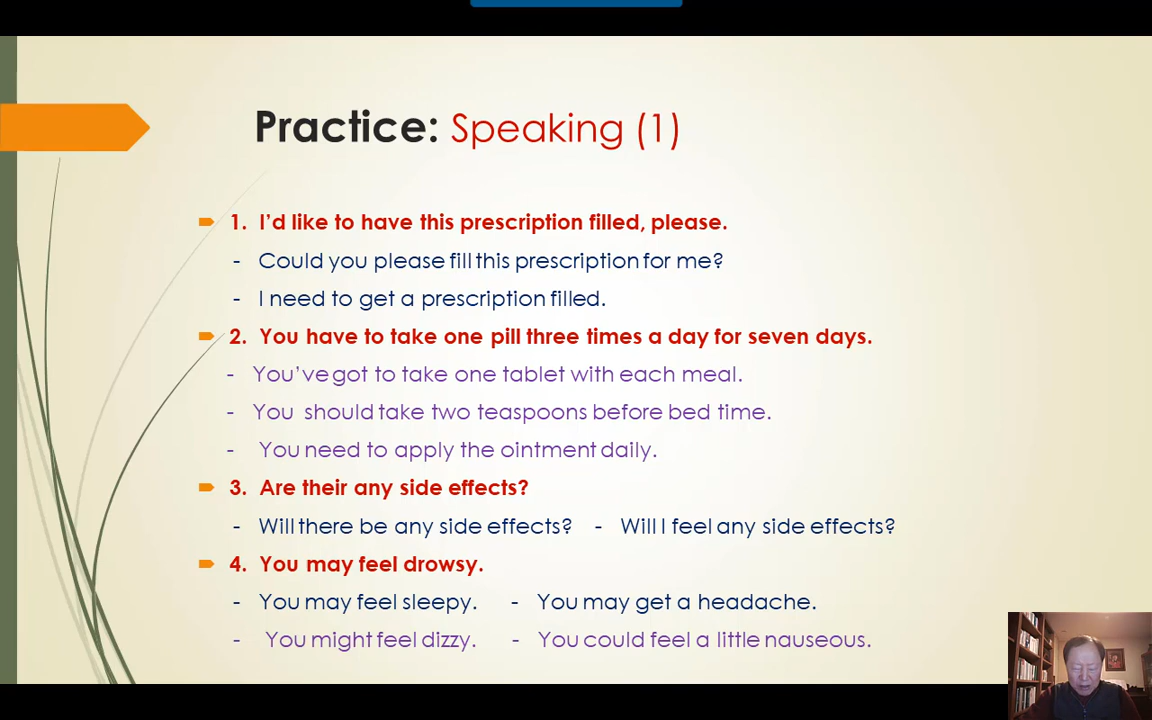 Practice: Speaking (1)
1. I'd like to have this prescription filled, please.
- Could you please fill this prescription for me?
- I need to get a prescription filled.
2. You have to take one pill three times a day for seven days.
- You've got to take one tablet with each meal.
- You should take two teaspoons before bed time.
- You need to apply the ointment daily.
3. Are their any side effects?
- Will there be any side effects? - Will I feel any side effects?
4. You may feel drowsy.
- You may feel sleepy. - You may get a headache.
- You might feel dizzy. - You could feel a little nauseous.